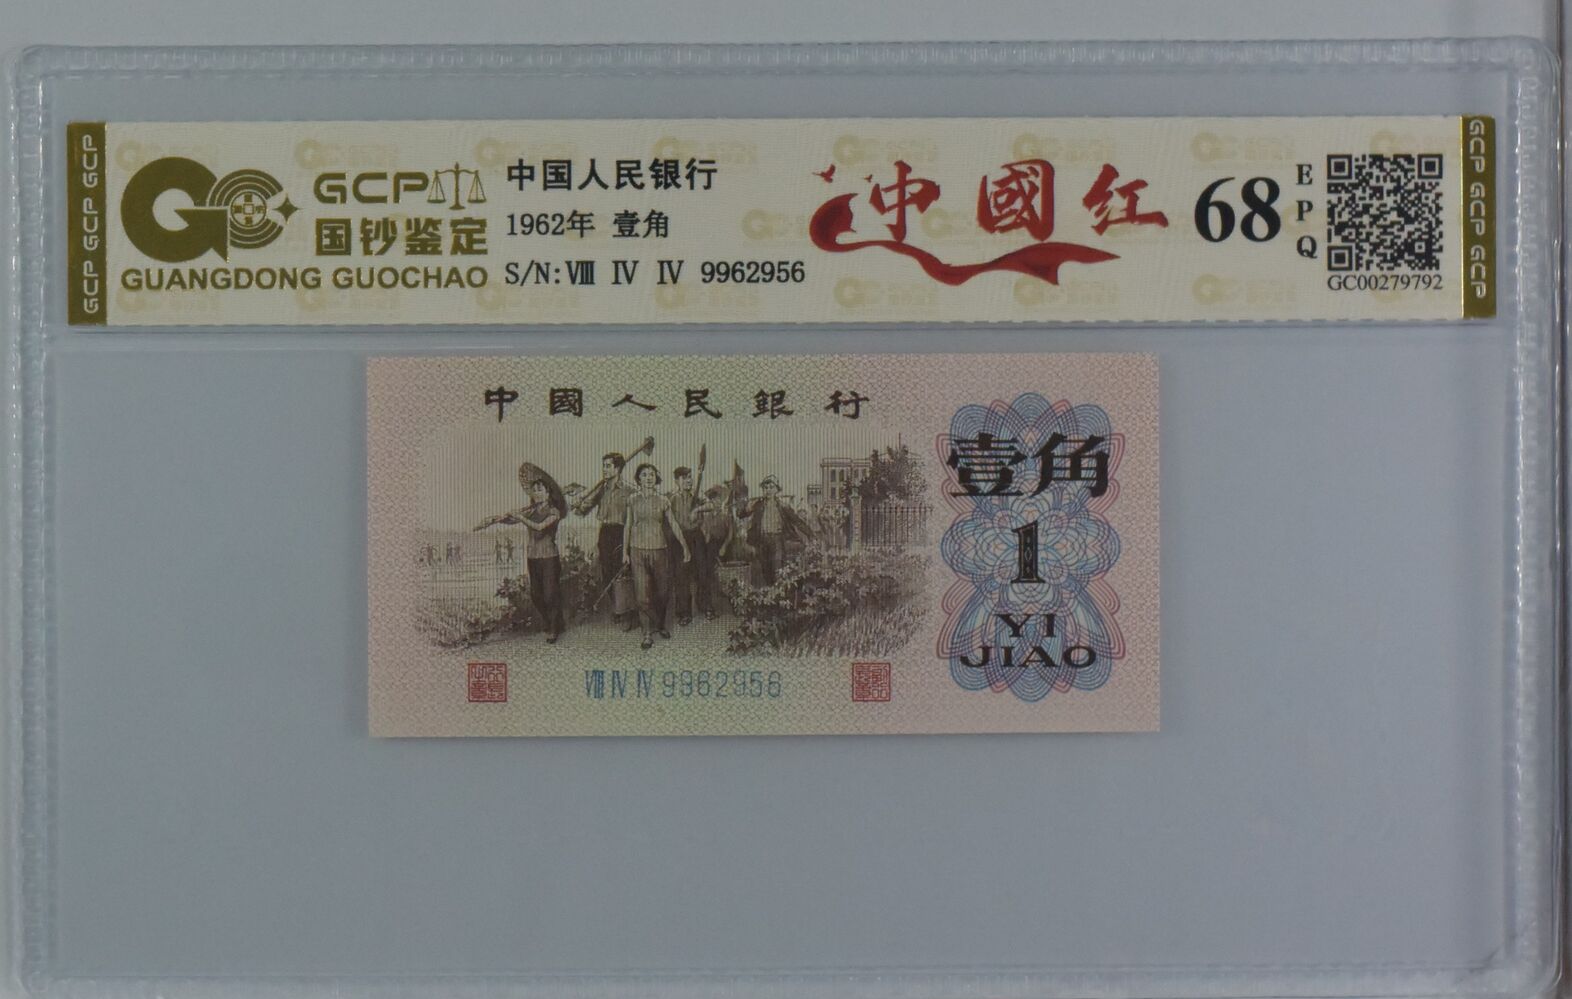 GCP GCP GCP
GCP
国钞鉴定
GUANGDONG GUOCHAO
中国人民银行
1962年 壹角
S/N: Ⅷ Ⅳ Ⅳ 9962956
中國红
68
EPQ
GC00279792
GCP GCP GCP
中國人民銀行
壹角
1
YI
JIAO
Ⅷ Ⅳ Ⅳ 9962956